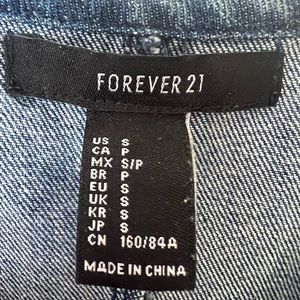 FOREVER 21
US S
CA P
MX S/P
BR P
EU S
UK S
KR S
JP S
CN 160/84A
MADE IN CHINA